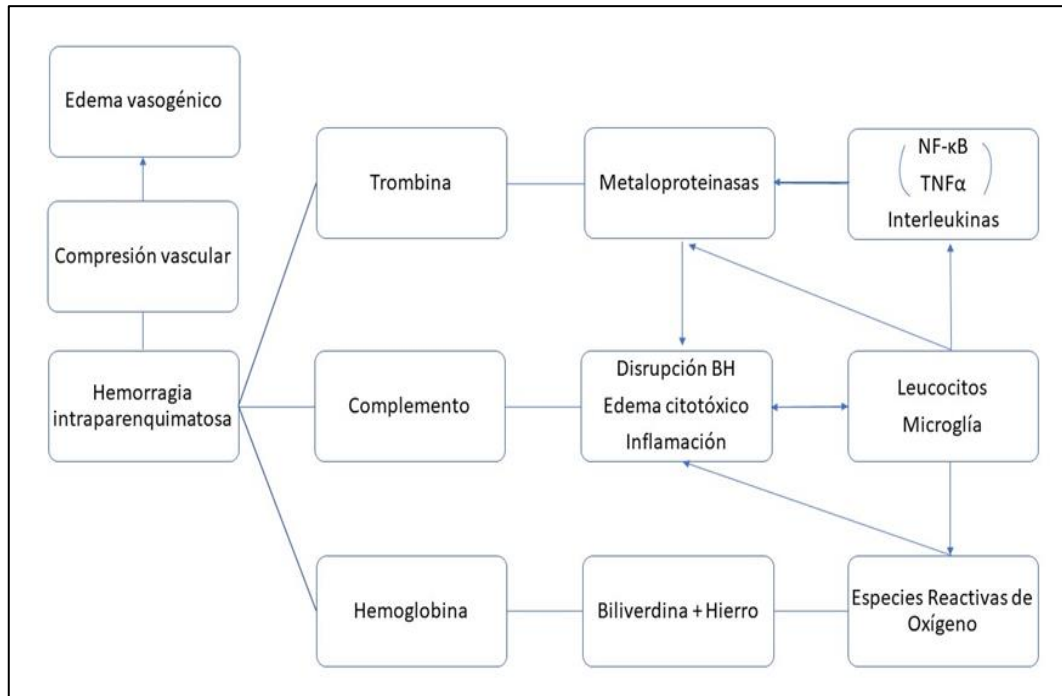 Edema vasogénico
Compresión vascular
Hemorragia
intraparenquimatosa
Trombina
Complemento
Hemoglobina
Metaloproteinasas
Disrupción BH
Edema citotóxico
Inflamación
Biliverdina + Hierro
NF-κB
TNFα
Interleukinas
Leucocitos
Microglía
Especies Reactivas de
Oxígeno